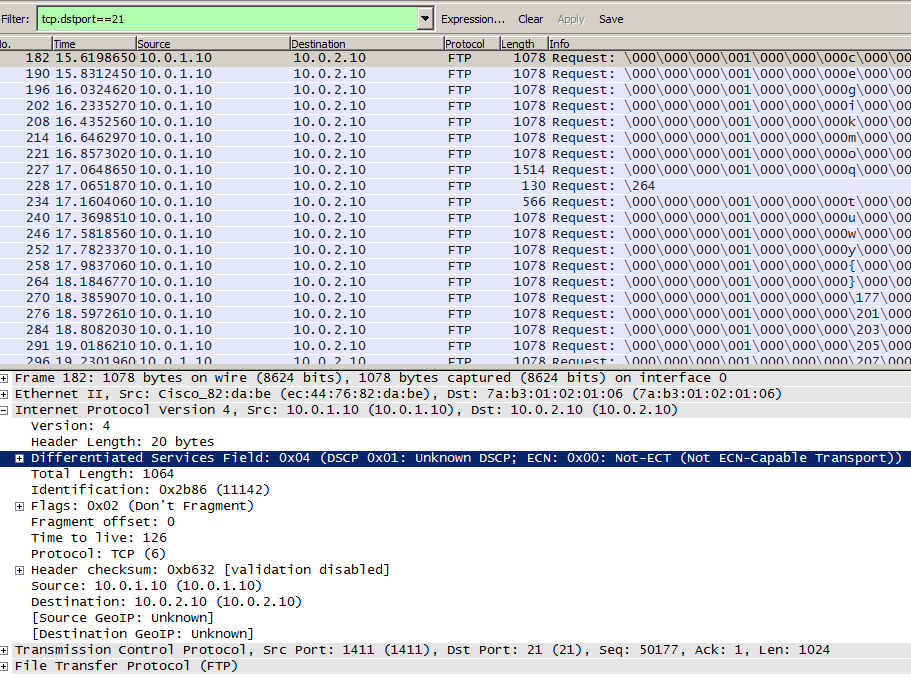 Filter: tcp.dstport==21 Expression... Clear Apply Save
No. Time Source Destination Protocol Length Info
182 15.6198650 10.0.1.10 10.0.2.10 FTP 1078 Request: \000\000\000\001\000\000\000c\000\00
190 15.8312450 10.0.1.10 10.0.2.10 FTP 1078 Request: \000\000\000\001\000\000\000e\000\00
196 16.0324620 10.0.1.10 10.0.2.10 FTP 1078 Request: \000\000\000\001\000\000\000g\000\00
202 16.2335270 10.0.1.10 10.0.2.10 FTP 1078 Request: \000\000\000\001\000\000\000i\000\00
208 16.4352560 10.0.1.10 10.0.2.10 FTP 1078 Request: \000\000\000\001\000\000\000k\000\00
214 16.6462970 10.0.1.10 10.0.2.10 FTP 1078 Request: \000\000\000\001\000\000\000m\000\00
221 16.8573020 10.0.1.10 10.0.2.10 FTP 1078 Request: \000\000\000\001\000\000\000o\000\00
227 17.0648650 10.0.1.10 10.0.2.10 FTP 1514 Request: \000\000\000\001\000\000\000q\000\00
228 17.0651870 10.0.1.10 10.0.2.10 FTP 130 Request: \264
234 17.1604060 10.0.1.10 10.0.2.10 FTP 566 Request: \000\000\000\001\000\000\000t\000\00
240 17.3698510 10.0.1.10 10.0.2.10 FTP 1078 Request: \000\000\000\001\000\000\000u\000\00
246 17.5818560 10.0.1.10 10.0.2.10 FTP 1078 Request: \000\000\000\001\000\000\000w\000\00
252 17.7823370 10.0.1.10 10.0.2.10 FTP 1078 Request: \000\000\000\001\000\000\000y\000\00
258 17.9837060 10.0.1.10 10.0.2.10 FTP 1078 Request: \000\000\000\001\000\000\000{\000\00
264 18.1846770 10.0.1.10 10.0.2.10 FTP 1078 Request: \000\000\000\001\000\000\000}\000\00
270 18.3859070 10.0.1.10 10.0.2.10 FTP 1078 Request: \000\000\000\001\000\000\000\177\000
276 18.5972610 10.0.1.10 10.0.2.10 FTP 1078 Request: \000\000\000\001\000\000\000\201\000
284 18.8082030 10.0.1.10 10.0.2.10 FTP 1078 Request: \000\000\000\001\000\000\000\203\000
291 19.0186210 10.0.1.10 10.0.2.10 FTP 1078 Request: \000\000\000\001\000\000\000\205\000
296 19.2301960 10.0.1.10 10.0.2.10 FTP 1078 Request: \000\000\000\001\000\000\000\207\000
Frame 182: 1078 bytes on wire (8624 bits), 1078 bytes captured (8624 bits) on interface 0
Ethernet II, Src: Cisco_82:da:be (ec:44:76:82:da:be), Dst: 7a:b3:01:02:01:06 (7a:b3:01:02:01:06)
Internet Protocol Version 4, Src: 10.0.1.10 (10.0.1.10), Dst: 10.0.2.10 (10.0.2.10)
Version: 4
Header Length: 20 bytes
Differentiated Services Field: 0x04 (DSCP 0x01: Unknown DSCP; ECN: 0x00: Not-ECT (Not ECN-Capable Transport))
Total Length: 1064
Identification: 0x2b86 (11142)
Flags: 0x02 (Don't Fragment)
Fragment offset: 0
Time to live: 126
Protocol: TCP (6)
Header checksum: 0xb632 [validation disabled]
Source: 10.0.1.10 (10.0.1.10)
Destination: 10.0.2.10 (10.0.2.10)
[Source GeoIP: Unknown]
[Destination GeoIP: Unknown]
Transmission Control Protocol, Src Port: 1411 (1411), Dst Port: 21 (21), Seq: 50177, Ack: 1, Len: 1024
File Transfer Protocol (FTP)